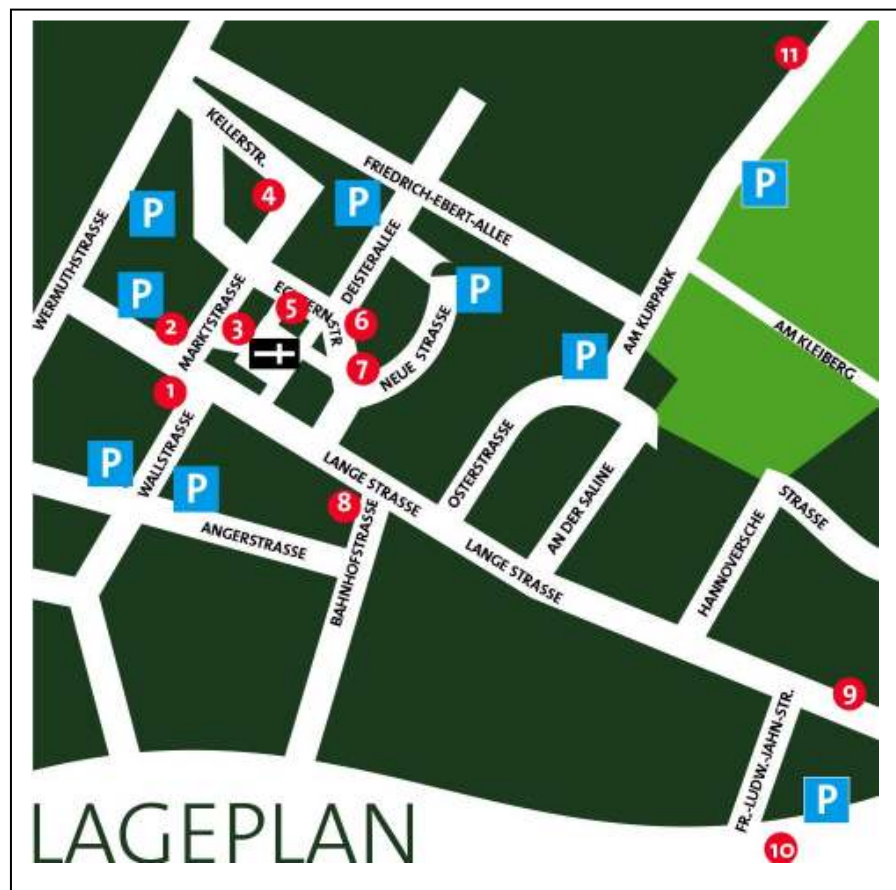 11
KELLERSTR.
4
P
P
P
FRIEDRICH-EBERT-ALLEE
WERMUTHSTRASSE
DEISTERALLEE
P
P
MARKTSTRASSE
ECKERN-STR
5
6
2
3
AM KURPARK
AM KLEIBERG
P
7
NEUE STRASSE
1
WALLSTRASSE
P
P
LANGE STRASSE
8
OSTERSTRASSE
AN DER SALINE
STRASSE
HANNOVERSCHE
ANGERSTRASSE
BAHNHOFSTRASSE
LANGE STRASSE
9
FR.-LUDW.-JAHN-STR.
P
10
LAGEPLAN